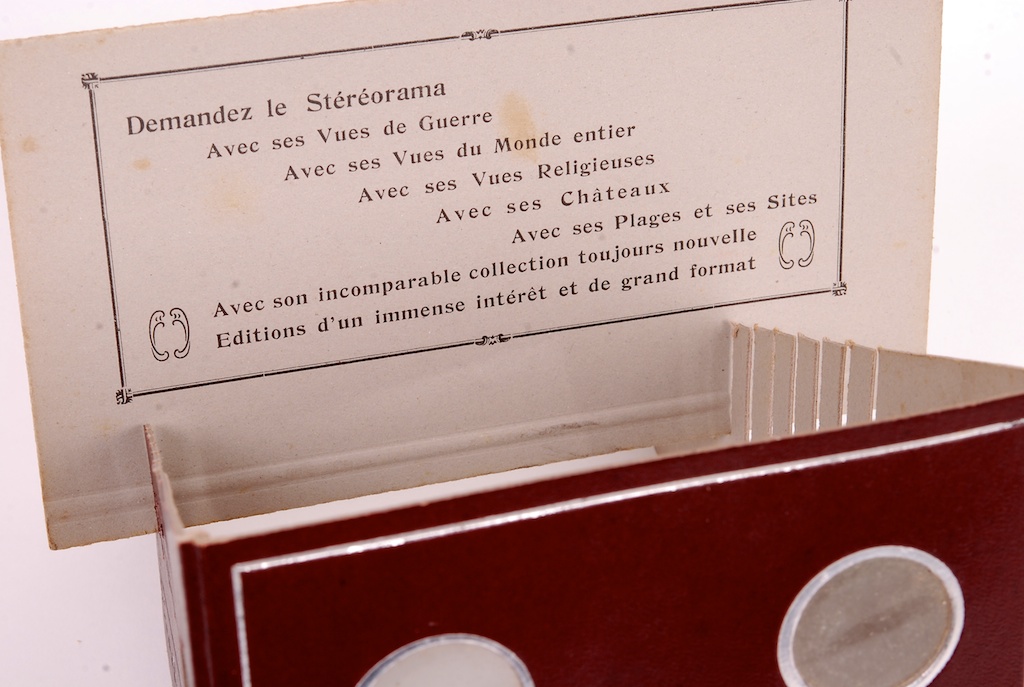 Demandez le Stéréorama
Avec ses Vues de Guerre
Avec ses Vues du Monde entier
Avec ses Vues Religieuses
Avec ses Châteaux
Avec ses Plages et ses Sites
Avec son incomparable collection toujours nouvelle
Editions d'un immense intérêt et de grand format